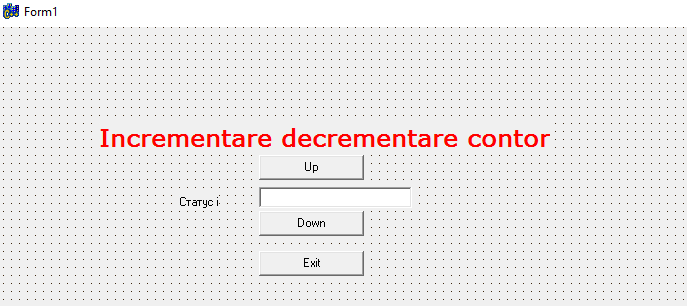 Form1
Incrementare decrementare contor
Up
Статус i
Down
Exit